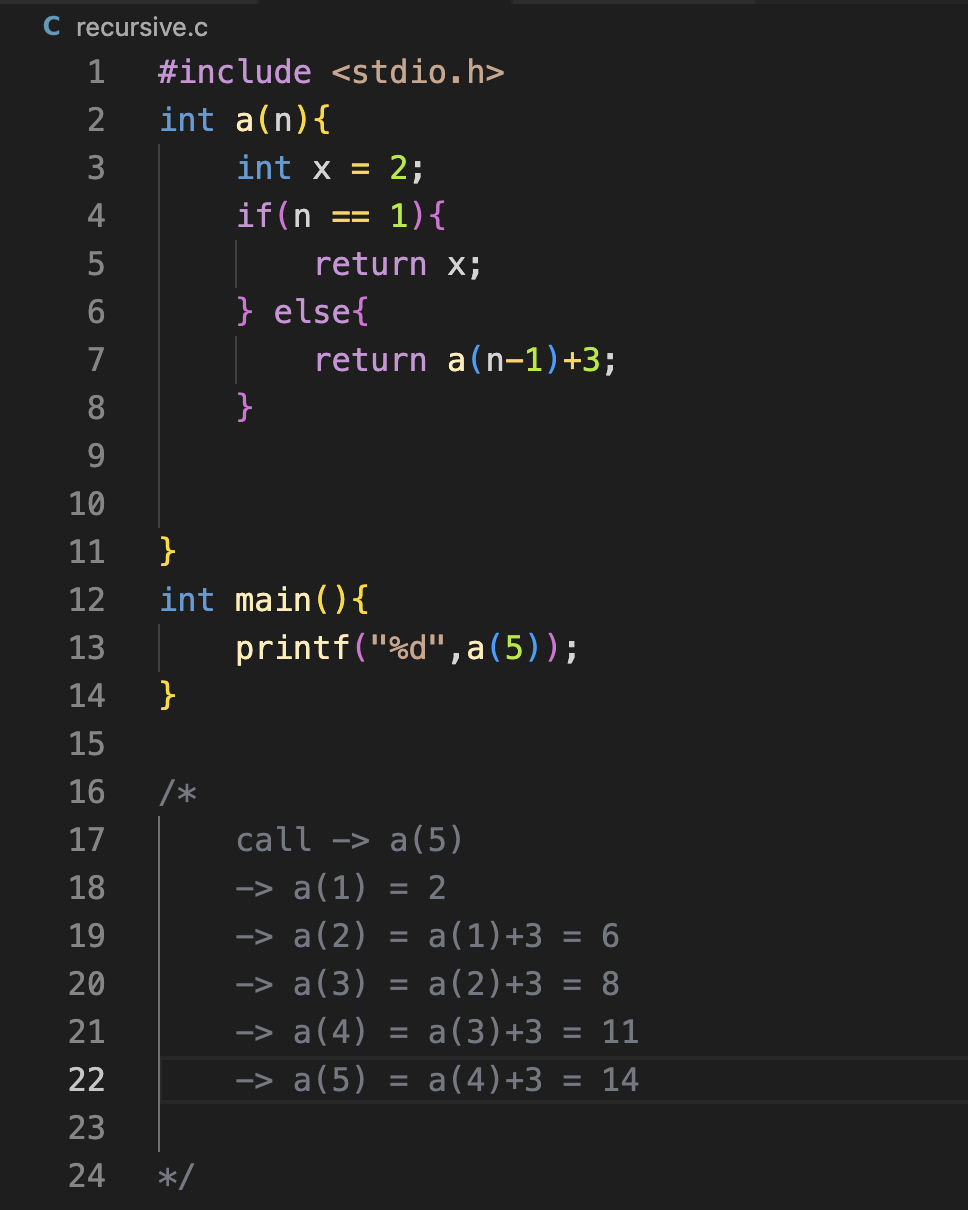 C recursive.c
1 #include <stdio.h>
2 int a(n){
3 int x = 2;
4 if(n == 1){
5 return x;
6 } else{
7 return a(n-1)+3;
8 }
9
10
11 }
12 int main(){
13 printf("%d",a(5));
14 }
15
16 /*
17 call -> a(5)
18 -> a(1) = 2
19 -> a(2) = a(1)+3 = 6
20 -> a(3) = a(2)+3 = 8
21 -> a(4) = a(3)+3 = 11
22 -> a(5) = a(4)+3 = 14
23
24 */